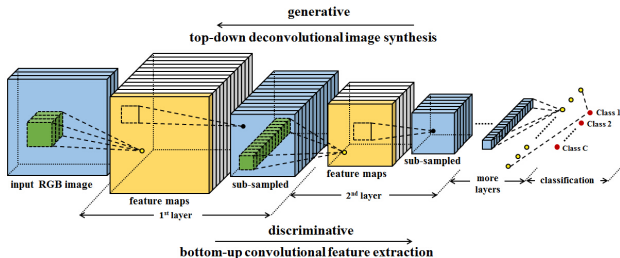 generative
top-down deconvolutional image synthesis
Class 1
Class 2
Class C
input RGB image
feature maps
sub-sampled
feature maps
sub-sampled
more
layers
classification
1st layer
2nd layer
discriminative
bottom-up convolutional feature extraction